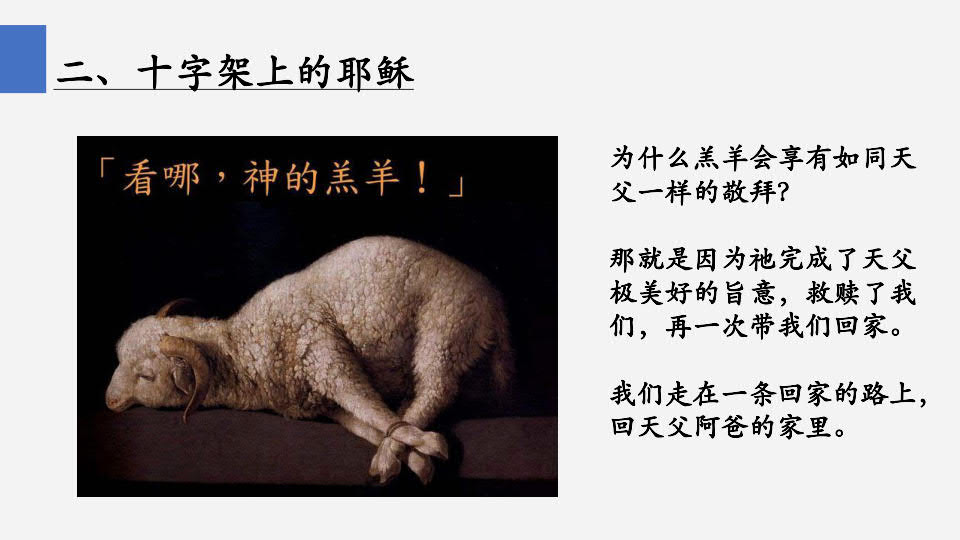 二、十字架上的耶稣
「看哪，神的羔羊！」
为什么羔羊会享有如同天
父一样的敬拜？
那就是因为祂完成了天父
极美好的旨意，救赎了我
们，再一次带我们回家。
我们走在一条回家的路上，
回天父阿爸的家里。